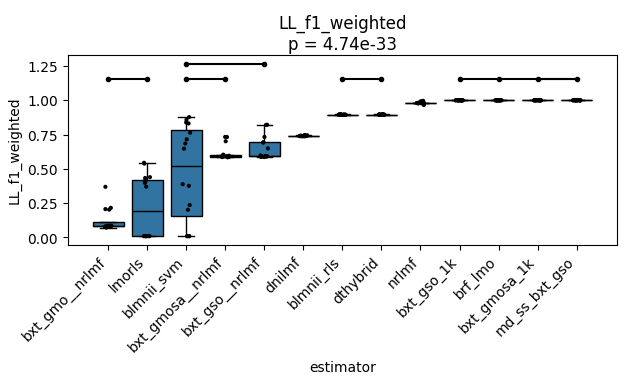 LL_f1_weighted
p = 4.74e-33
1.25
1.00
0.75
0.50
0.25
0.00
LL_f1_weighted
bxt_gmo__nrlmf
lmorls
blmnii_svm
bxt_gmosa__nrlmf
bxt_gso__nrlmf
dnilmf
blmnii_rls
dthybrid
nrlmf
bxt_gso_1k
brf_lmo
bxt_gmosa_1k
md_ss_bxt_gso
estimator